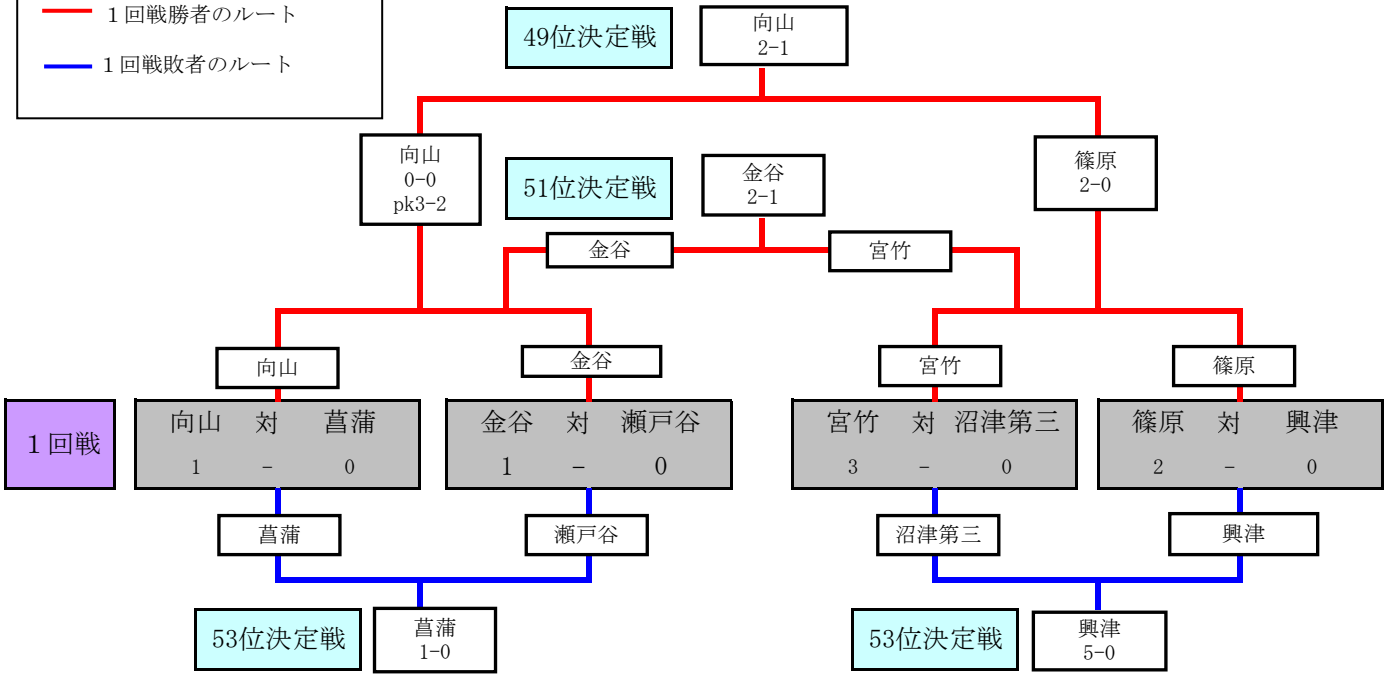 １回戦勝者のルート
１回戦敗者のルート
49位決定戦
向山
2-1
向山
0-0
pk3-2
51位決定戦
金谷
2-1
篠原
2-0
金谷
宮竹
向山
金谷
宮竹
篠原
１回戦
向山 対 菖蒲
1 - 0
金谷 対 瀬戸谷
1 - 0
宮竹 対 沼津第三
3 - 0
篠原 対 興津
2 - 0
菖蒲
瀬戸谷
沼津第三
興津
53位決定戦
菖蒲
1-0
53位決定戦
興津
5-0